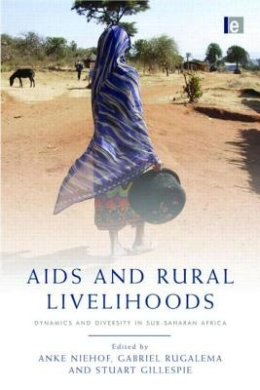 e
AIDS AND RURAL
LIVELIHOODS
DYNAMICS AND DIVERSITY IN SUB-SAHARAN AFRICA
Edited by
ANKE NIEHOF, GABRIEL RUGALEMA
AND STUART GILLESPIE